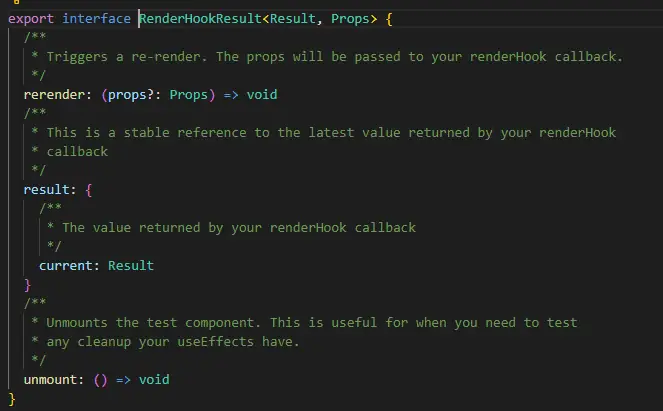 export interface RenderHookResult<Result, Props> {
/**
* Triggers a re-render. The props will be passed to your renderHook callback.
*/
rerender: (props?: Props) => void
/**
* This is a stable reference to the latest value returned by your renderHook
* callback
*/
result: {
/**
* The value returned by your renderHook callback
*/
current: Result
}
/**
* Unmounts the test component. This is useful for when you need to test
* any cleanup your useEffects have.
*/
unmount: () => void
}